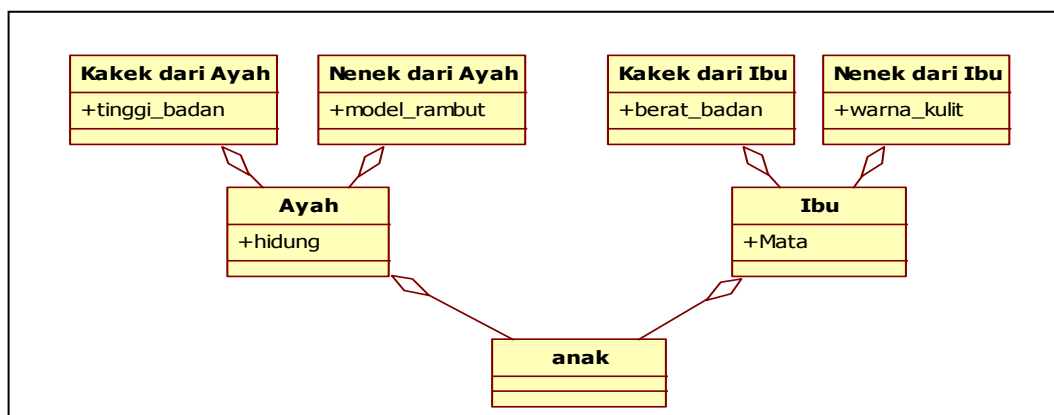 Kakek dari Ayah
+tinggi_badan
Nenek dari Ayah
+model_rambut
Kakek dari Ibu
+berat_badan
Nenek dari Ibu
+warna_kulit
Ayah
+hidung
Ibu
+Mata
anak